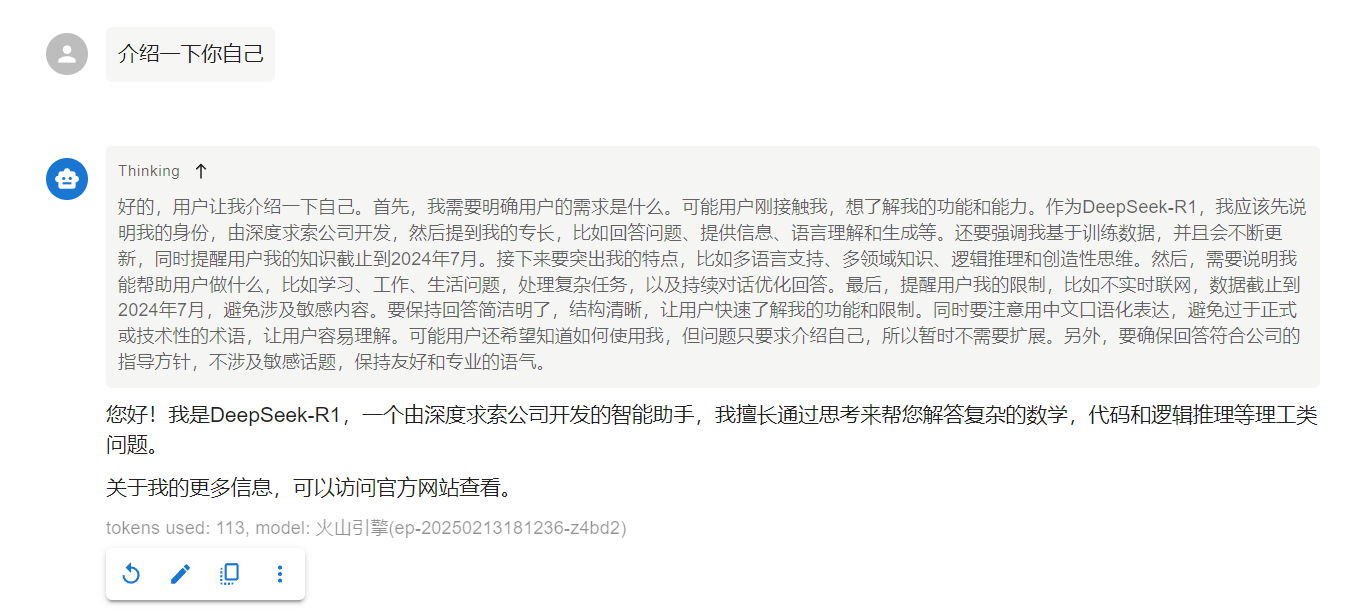 介绍一下你自己
Thinking
好的，用户让我介绍一下自己。首先，我需要明确用户的需求是什么。可能用户刚接触我，想了解我的功能和能力。作为DeepSeek-R1，我应该先说
明我的身份，由深度求索公司开发，然后提到我的专长，比如回答问题、提供信息、语言理解和生成等。还要强调我基于训练数据，并且会不断更
新，同时提醒用户我的知识截止到2024年7月。接下来要突出我的特点，比如多语言支持、多领域知识、逻辑推理和创造性思维。然后，需要说明我
能帮助用户做什么，比如学习、工作、生活问题，处理复杂任务，以及持续对话优化回答。最后，提醒用户我的限制，比如不实时联网，数据截止到
2024年7月，避免涉及敏感内容。要保持回答简洁明了，结构清晰，让用户快速了解我的功能和限制。同时要注意用中文口语化表达，避免过于正式
或技术性的术语，让用户容易理解。可能用户还希望知道如何使用我，但问题只要求介绍自己，所以暂时不需要扩展。另外，要确保回答符合公司的
指导方针，不涉及敏感话题，保持友好和专业的语气。
您好！我是DeepSeek-R1，一个由深度求索公司开发的智能助手，我擅长通过思考来帮您解答复杂的数学，代码和逻辑推理等理工类
问题。
关于我的更多信息，可以访问官方网站查看。
tokens used: 113, model: 火山引擎(ep-20250213181236-z4bd2)